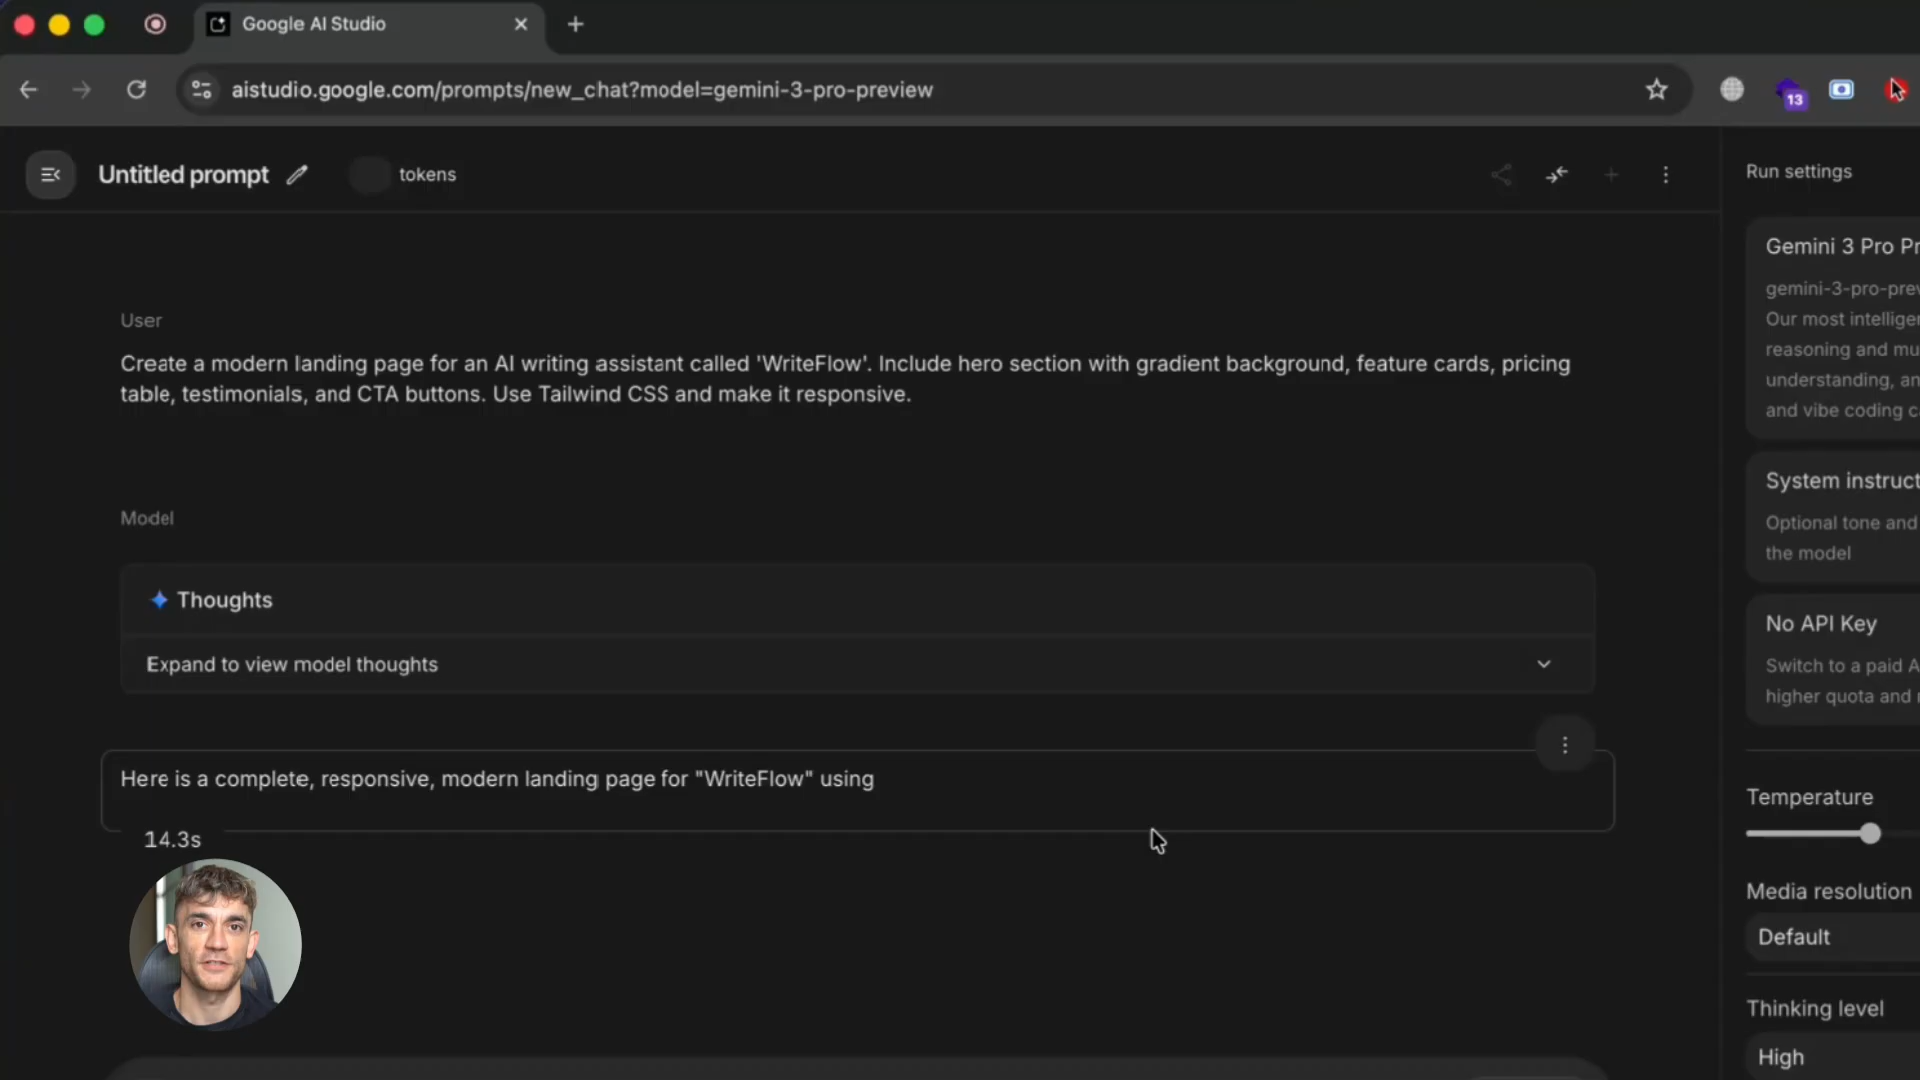 Google AI Studio
aistudio.google.com/prompts/new_chat?model=gemini-3-pro-preview
13
Untitled prompt
tokens
Run settings
User
Create a modern landing page for an AI writing assistant called 'WriteFlow'. Include hero section with gradient background, feature cards, pricing
table, testimonials, and CTA buttons. Use Tailwind CSS and make it responsive.
Model
Thoughts
Expand to view model thoughts
Here is a complete, responsive, modern landing page for "WriteFlow" using
14.3s
Gemini 3 Pro Pr
gemini-3-pro-prev
Our most intelliger
reasoning and mu
understanding, an
and vibe coding ca
System instruct
Optional tone and
the model
No API Key
Switch to a paid A
higher quota and
Temperature
Media resolution
Default
Thinking level
High